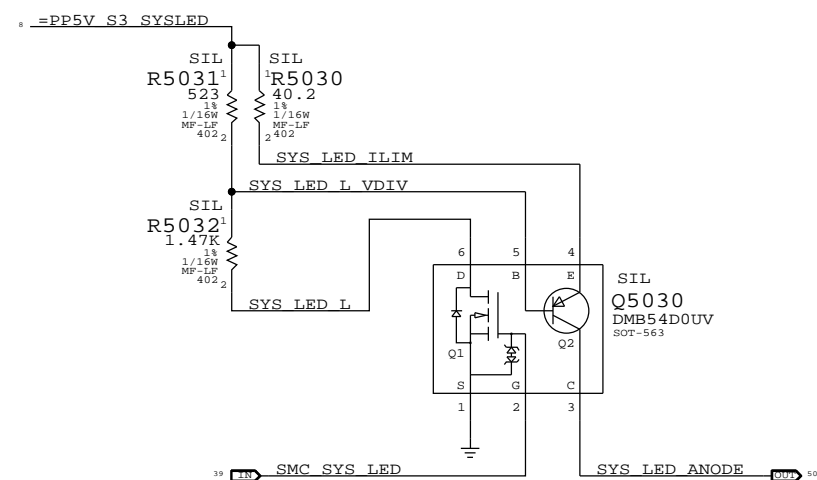 8 =PP5V_S3_SYSLED
SIL SIL
R5031 1 1 R5030
523 40.2
1% 1%
1/16W 1/16W
MF-LF MF-LF
402 2 2 402
SYS_LED_ILIM
SYS_LED_L_VDIV
SIL
R5032 1
1.47K
1%
1/16W
MF-LF
402 2
SYS_LED_L
6 5 4
D B E
SIL
Q5030
DMB54D0UV
SOT-563
Q1 Q2
S G C
1 2 3
39 IN SMC_SYS_LED
SYS_LED_ANODE OUT 50